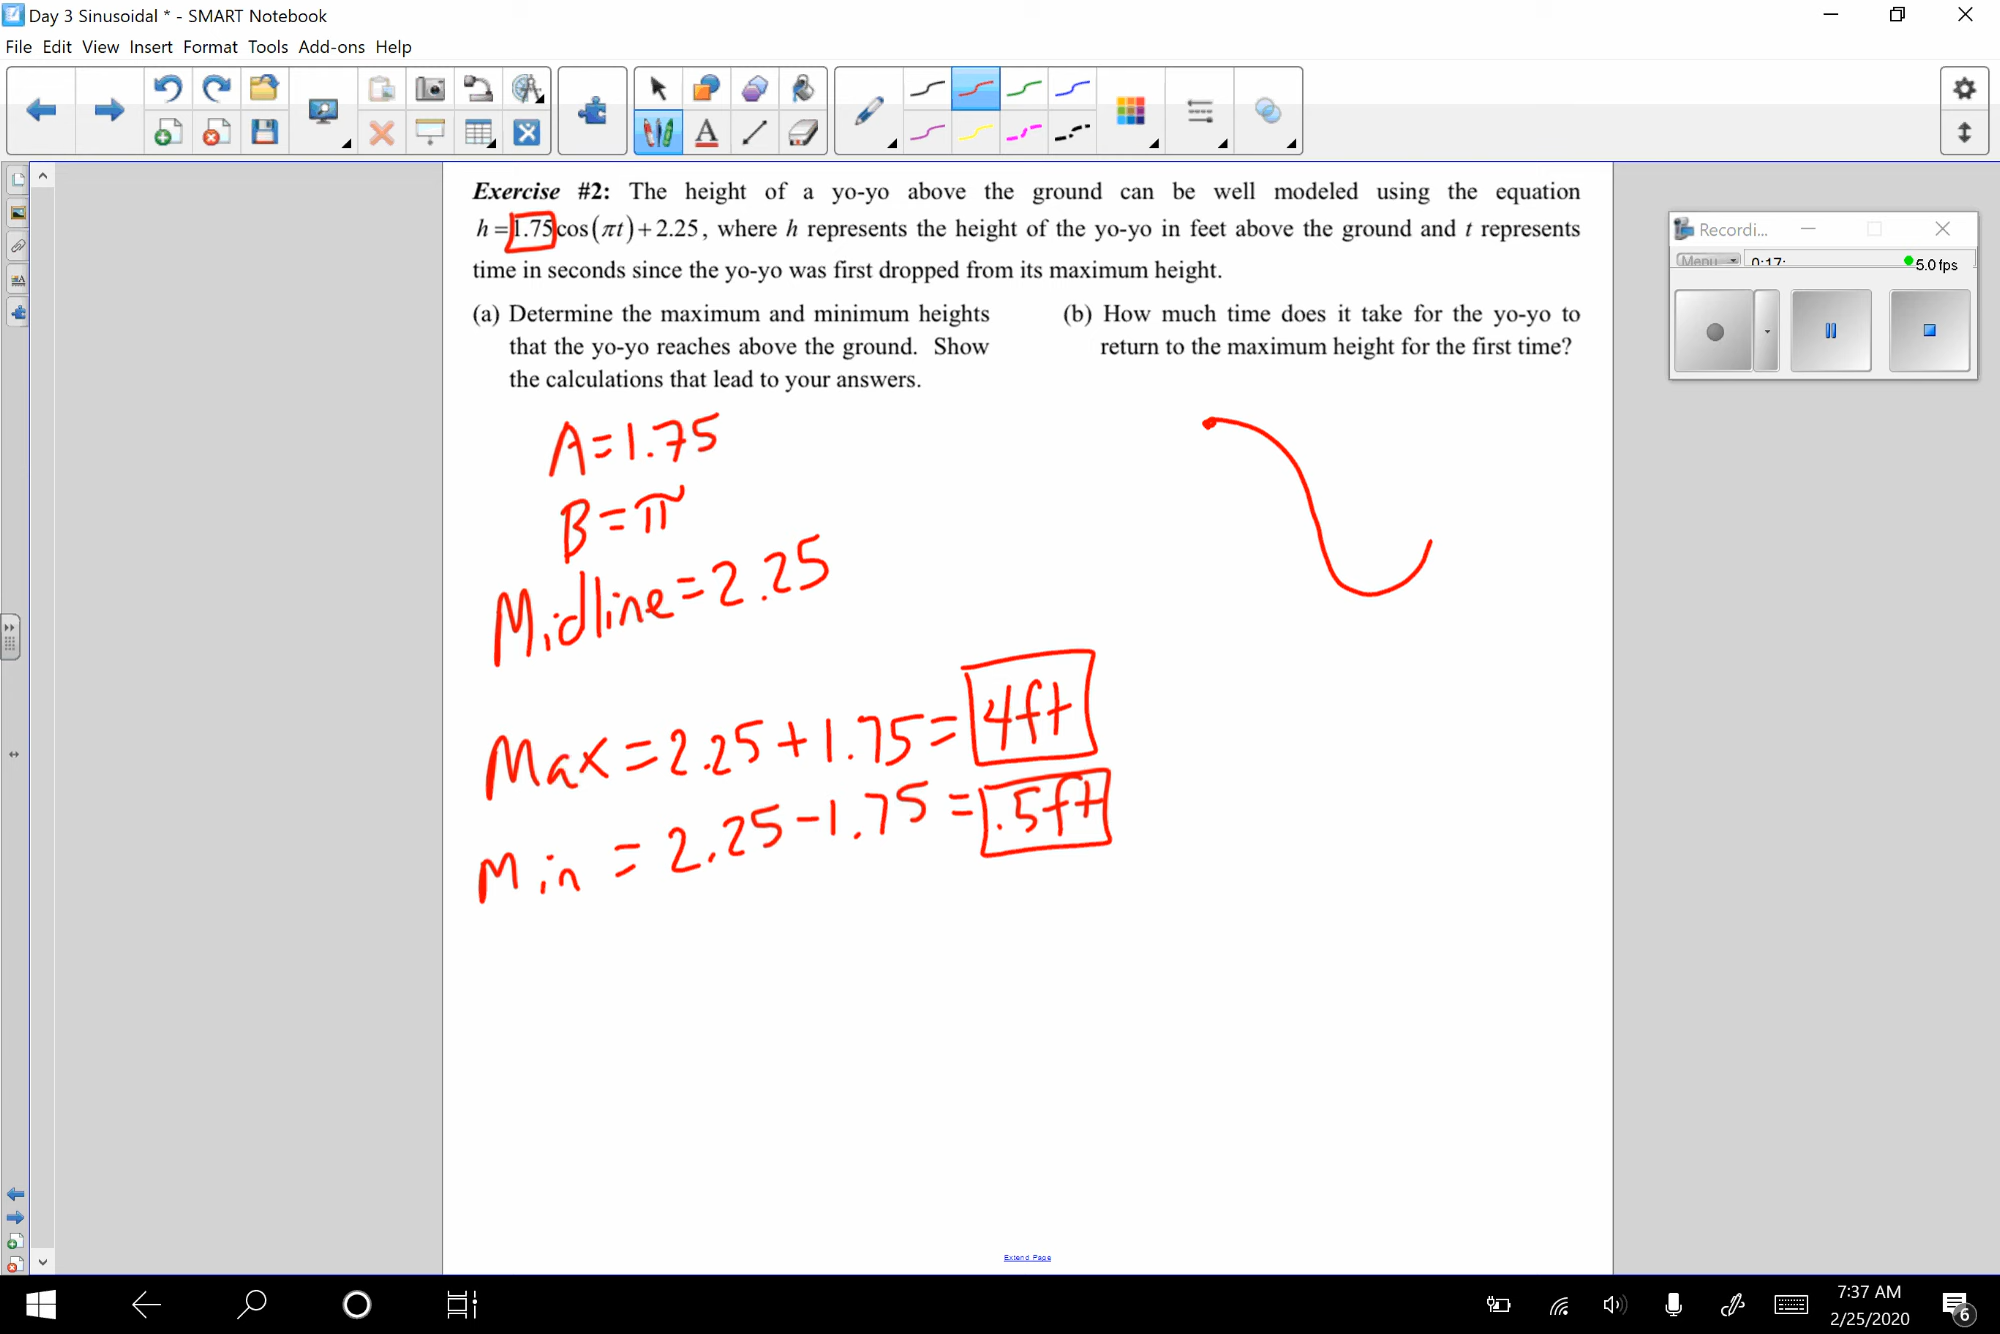 Day 3 Sinusoidal * - SMART Notebook
File Edit View Insert Format Tools Add-ons Help
Exercise #2: The height of a yo-yo above the ground can be well modeled using the equation
h = 1.75 cos(πt) + 2.25, where h represents the height of the yo-yo in feet above the ground and t represents
time in seconds since the yo-yo was first dropped from its maximum height.
(a) Determine the maximum and minimum heights
that the yo-yo reaches above the ground. Show
the calculations that lead to your answers.
(b) How much time does it take for the yo-yo to
return to the maximum height for the first time?
A=1.75
B=π
Midline=2.25
Max=2.25+1.75=4ft
Min=2.25-1.75=.5ft
Extend Page
Recordi...
Menu
0:17:
5.0 fps
7:37 AM
2/25/2020
6